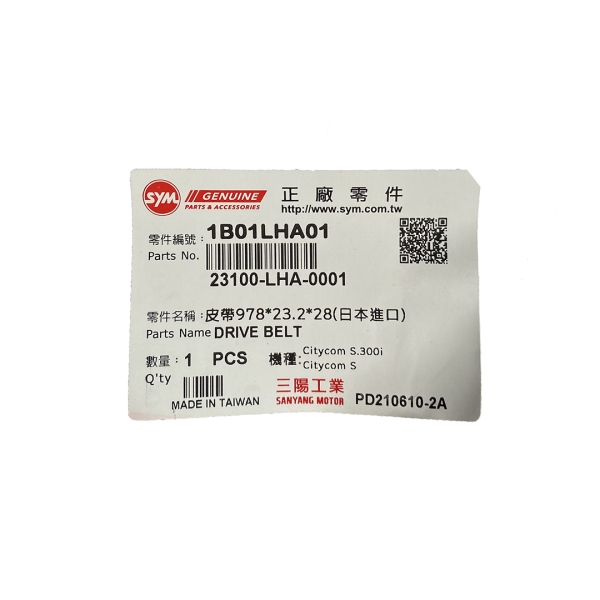 SYM GENUINE 正廠零件
PARTS & ACCESSORIES http://www.sym.com.tw
零件編號： 1B01LHA01
Parts No.
23100-LHA-0001
零件名稱：皮帶978*23.2*28(日本進口)
Parts Name DRIVE BELT
數量：1 PCS 機種：Citycom S.300i
Q'ty Citycom S
三陽工業
MADE IN TAIWAN SANYANG MOTOR PD210610-2A